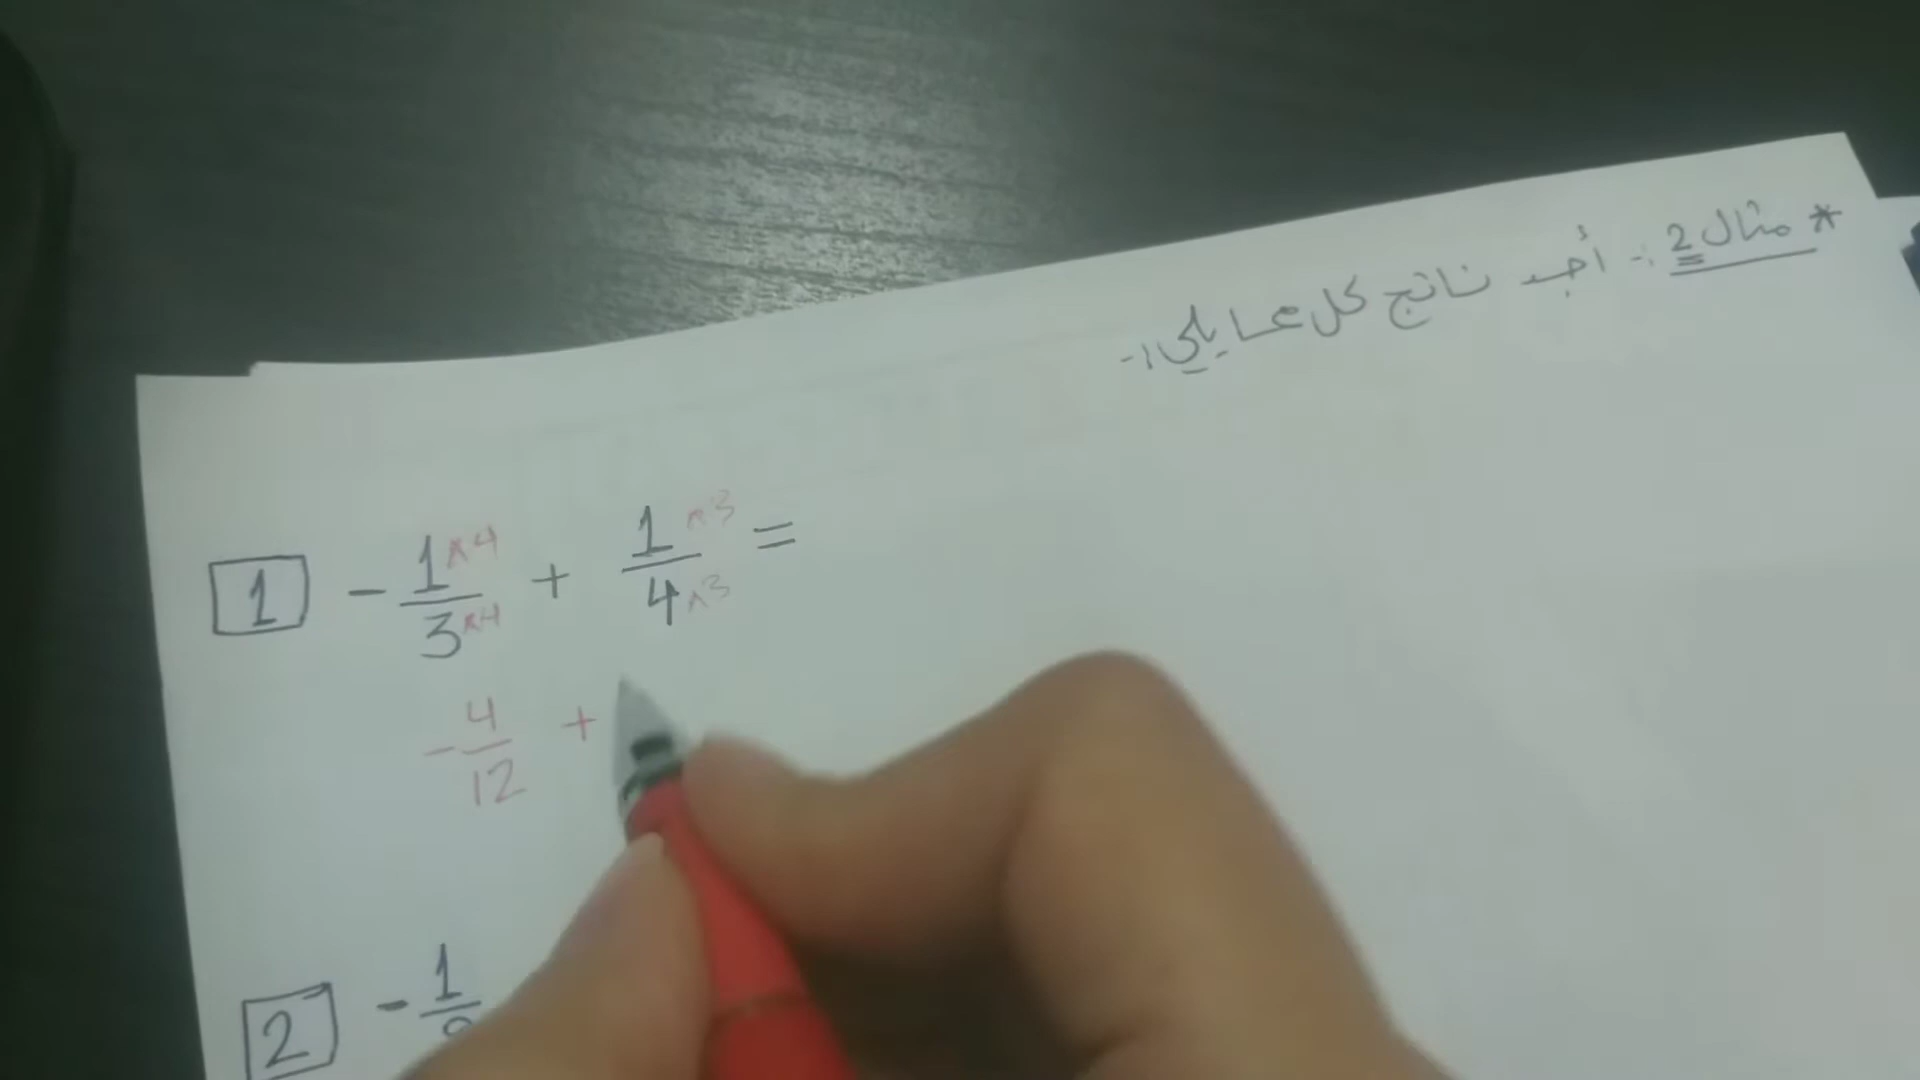 * مثال 2 :- أجد ناتج كل مما يلي :-
1 - 1×4/3×4 + 1×3/4×3 =
- 4/12 +
2 - 1